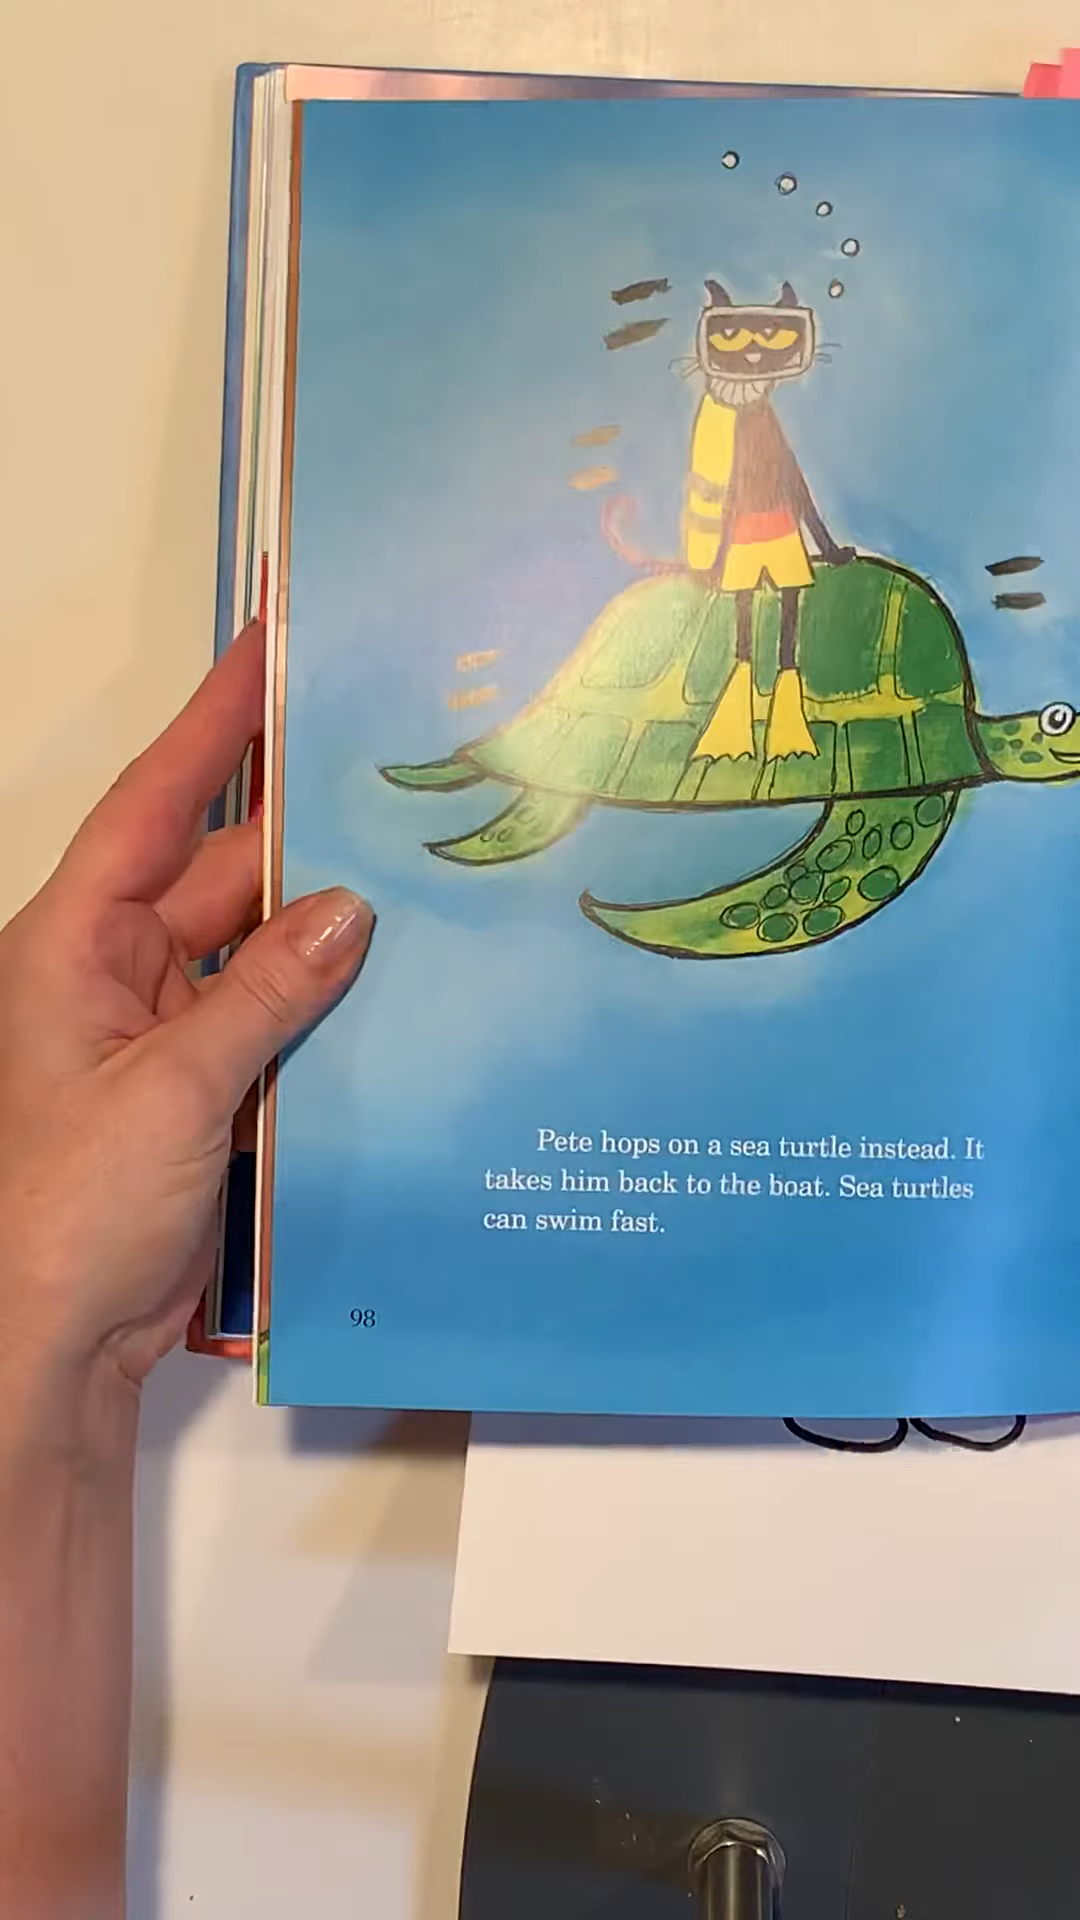 Pete hops on a sea turtle instead. It
takes him back to the boat. Sea turtles
can swim fast.
98